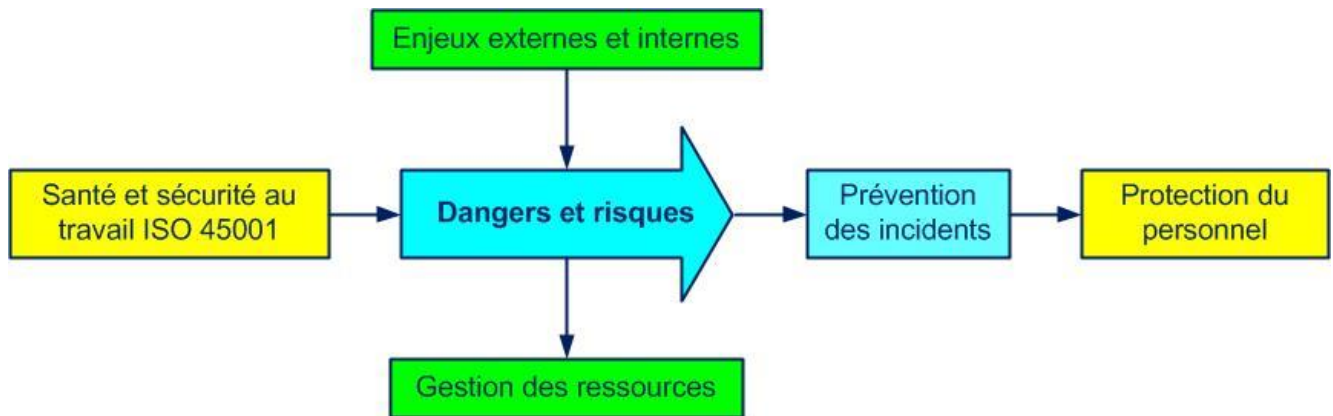 Enjeux externes et internes
Santé et sécurité au
travail ISO 45001
Dangers et risques
Prévention
des incidents
Protection du
personnel
Gestion des ressources